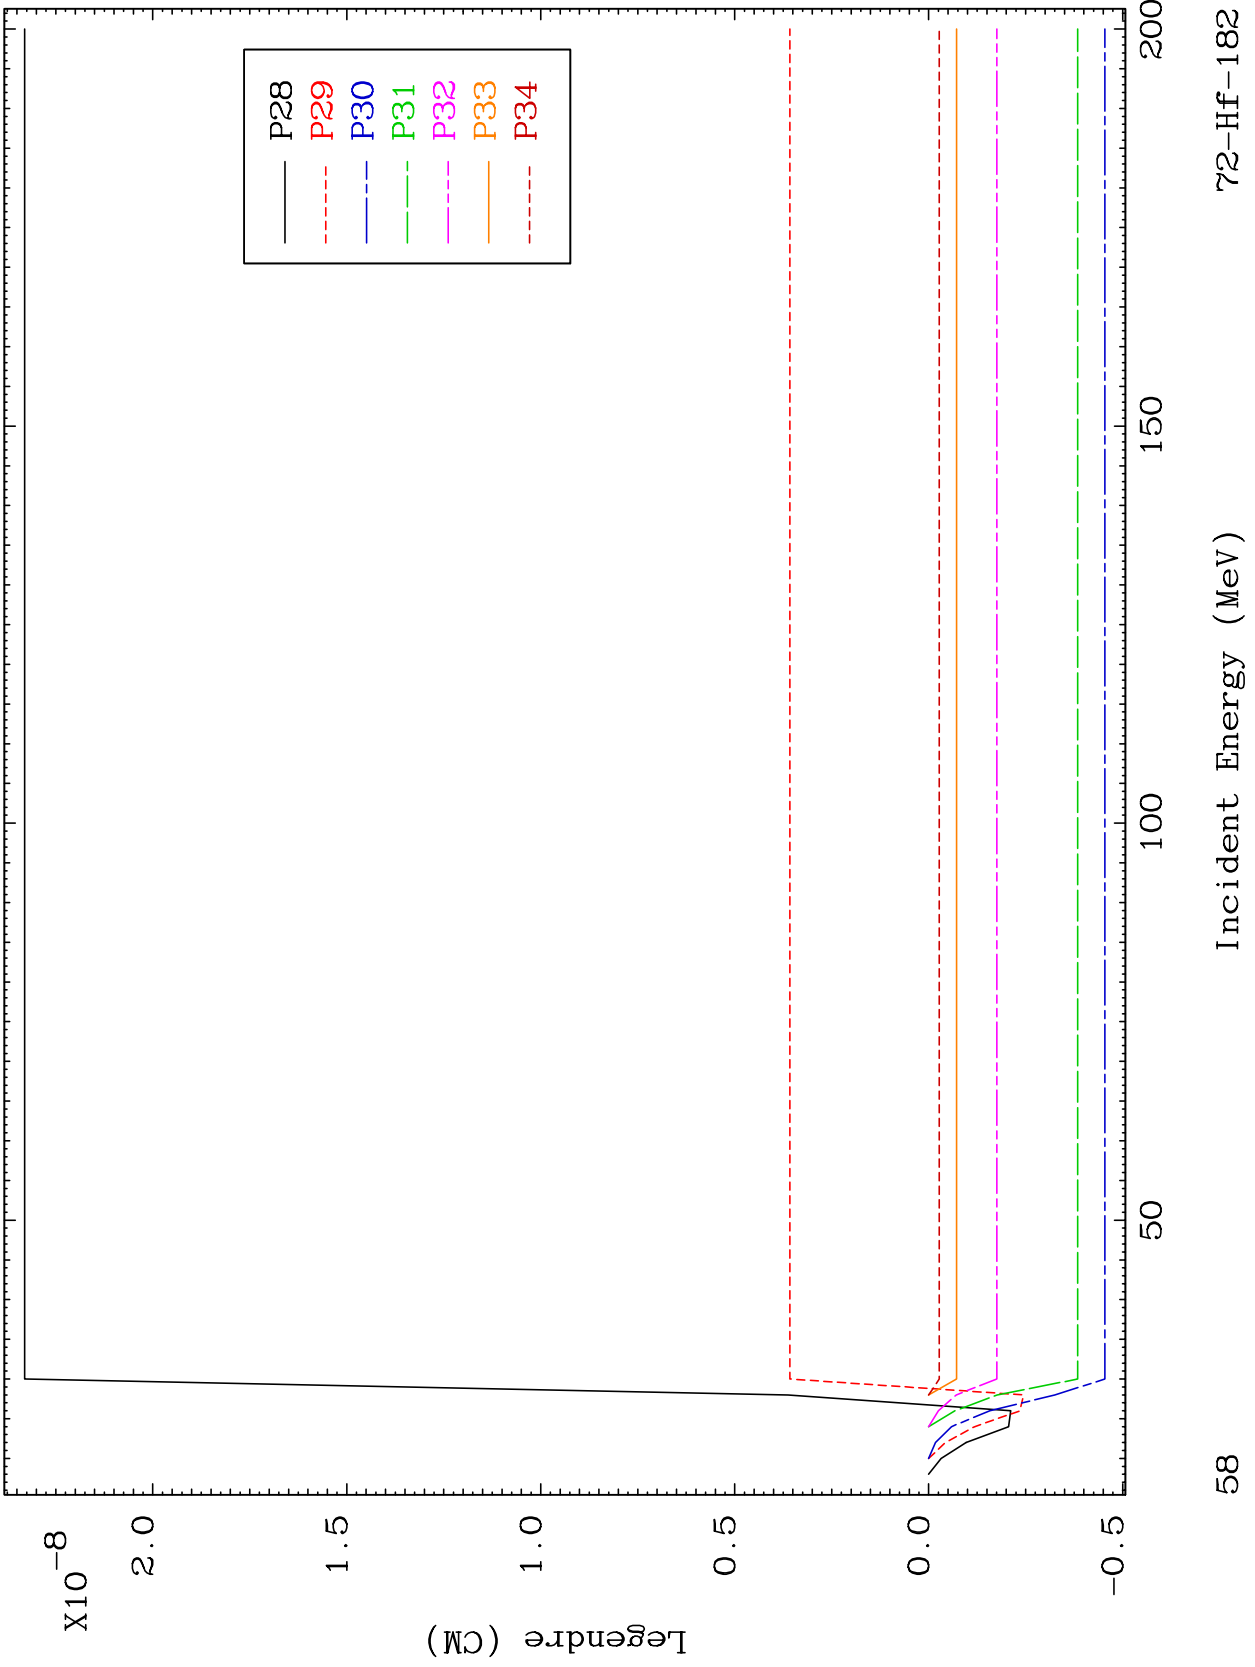 X10-8
2.0
1.5
1.0
0.5
0.0
-0.5
Legendre (CM)
P28
P29
P30
P31
P32
P33
P34
50
100
150
200
Incident Energy (MeV)
58
72-Hf-182